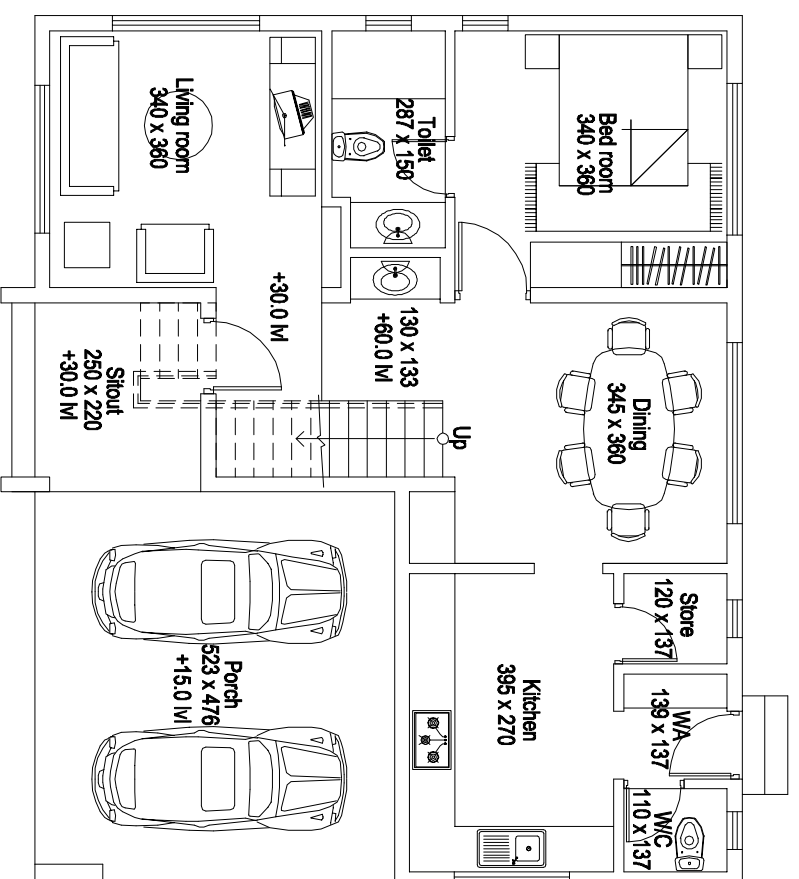 Living room
340 x 360
Toilet
287 x 150
Bed room
340 x 360
+30.0 lvl
130 x 133
+60.0 lvl
Sitout
250 x 220
+30.0 lvl
Dining
345 x 360
Up
Store
120 x 137
Porch
523 x 476
+15.0 lvl
Kitchen
395 x 270
WA
139 x 137
W/C
110 x 137